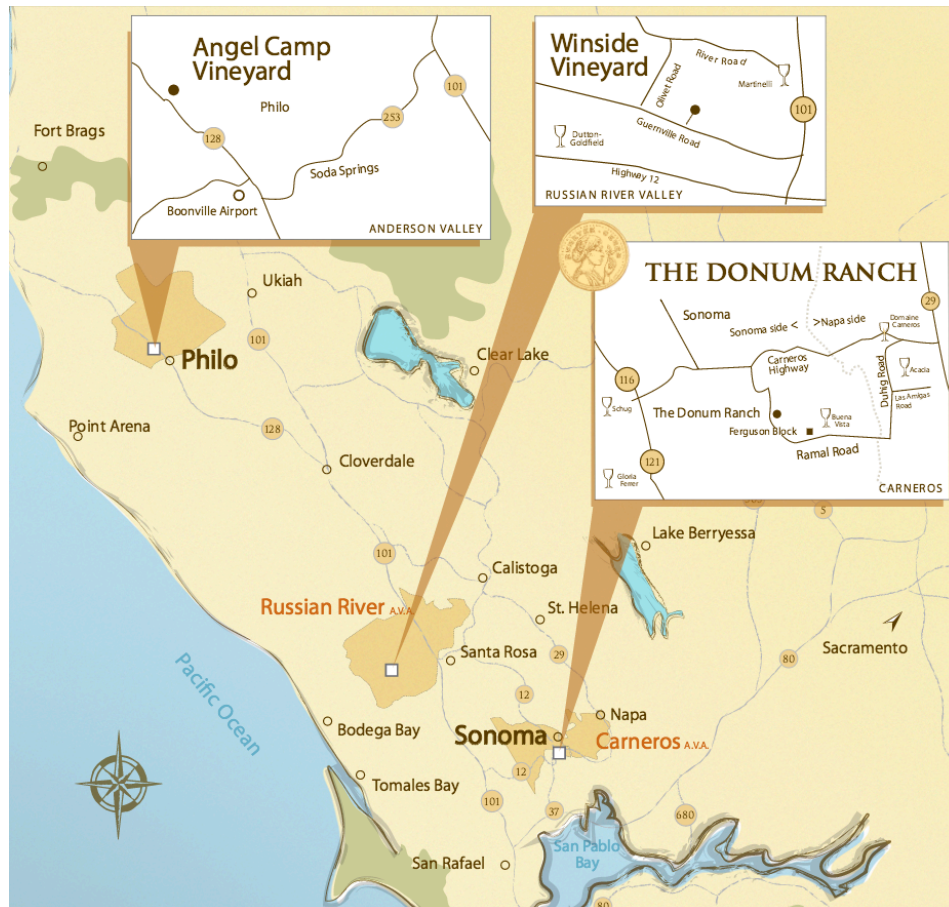 Angel Camp
Vineyard
Philo
101
253
128
Soda Springs
Boonville Airport
ANDERSON VALLEY
Winside
Vineyard
River Road
Olivet Road
Martinelli
101
Guernville Road
Dutton-
Goldfield
Highway 12
RUSSIAN RIVER VALLEY
THE DONUM RANCH
29
Sonoma
Sonoma side < >Napa side
Domaine
Carneros
Carneros
Highway
Duhig Road
Acacia
116
Las Amigas
Road
Schug
The Donum Ranch
Buena
Vista
Ferguson Block
Ramal Road
121
Gloria
Ferrer
CARNEROS
Fort Brags
Ukiah
101
Philo
Clear Lake
Point Arena
128
Cloverdale
5
Lake Berryessa
101
Calistoga
Russian River A.V.A.
St. Helena
Santa Rosa
29
80
Sacramento
12
Pacific Ocean
Bodega Bay
Napa
Sonoma
Carneros A.V.A.
12
Tomales Bay
101
37
680
San Rafael
San Pablo
Bay
80